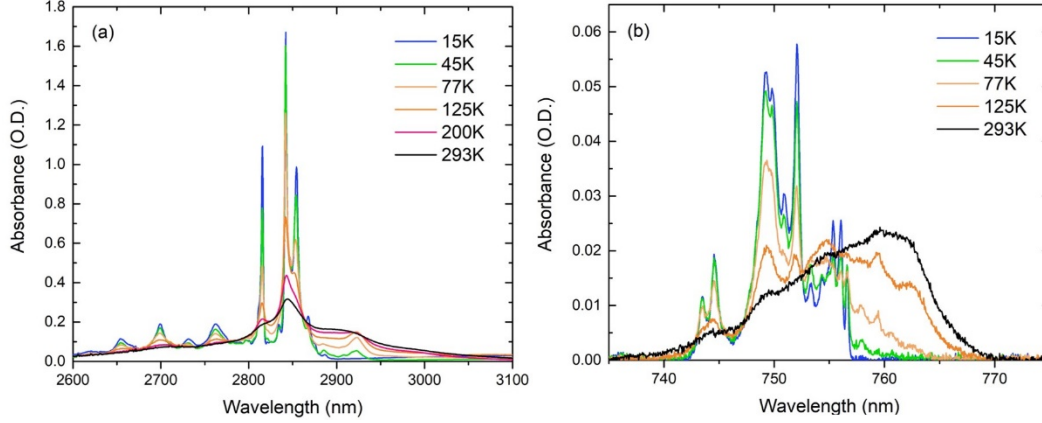 (a)
15K
45K
77K
125K
200K
293K
1.8
1.6
1.4
1.2
1.0
0.8
0.6
0.4
0.2
0.0
Absorbance (O.D.)
2600 2700 2800 2900 3000 3100
Wavelength (nm)
(b)
15K
45K
77K
125K
293K
0.06
0.05
0.04
0.03
0.02
0.01
0.00
Absorbance (O.D.)
740 750 760 770
Wavelength (nm)